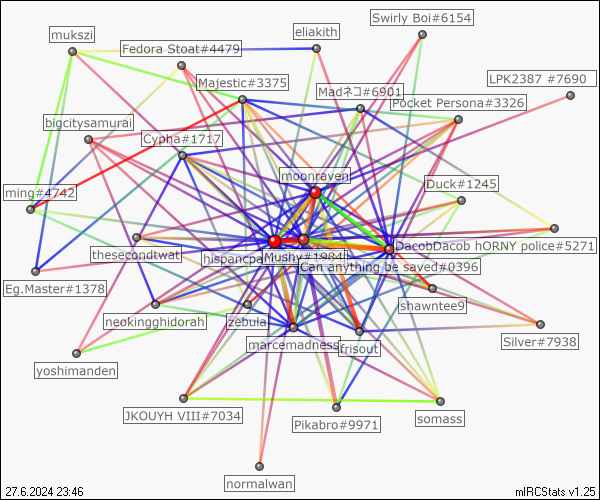 Swirly Boi#6154
mukszi
eliakith
Fedora Stoat#4479
LPK2387 #7690
Majestic#3375
Madネコ#6901
Pocket Persona#3326
bigcitysamurai
Cypha#1717
moonraven
Duck#1245
ming#4742
DacobDacob hORNY police#5271
thesecondtwat
hispancpa
Mushy#1984
Can anything be saved#0396
Eg.Master#1378
shawntee9
neokingghidorah
zebula
Silver#7938
marcemadness
frisout
yoshimanden
JKOUYH VIII#7034
somass
Pikabro#9971
normalwan
27.6.2024 23:46
mIRCStats v1.25